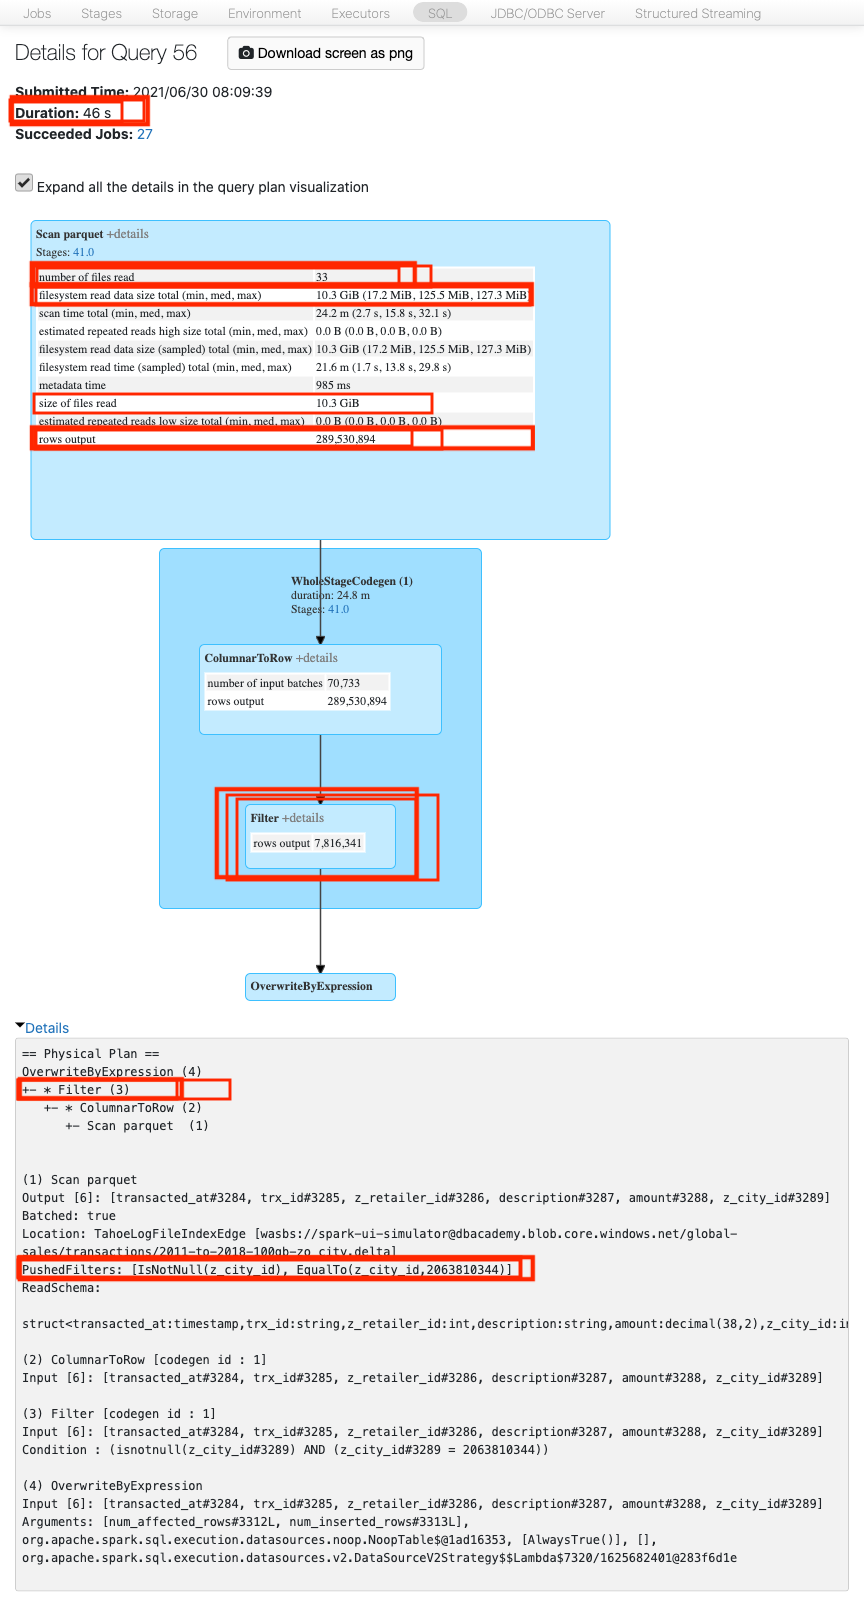 Jobs Stages Storage Environment Executors SQL JDBC/ODBC Server Structured Streaming
Details for Query 56 Download screen as png
Submitted Time: 2021/06/30 08:09:39
Duration: 46 s
Succeeded Jobs: 27
Expand all the details in the query plan visualization
Scan parquet +details
Stages: 41.0
number of files read 33
filesystem read data size total (min, med, max) 10.3 GiB (17.2 MiB, 125.5 MiB, 127.3 MiB)
scan time total (min, med, max) 24.2 m (2.7 s, 15.8 s, 32.1 s)
estimated repeated reads high size total (min, med, max) 0.0 B (0.0 B, 0.0 B, 0.0 B)
filesystem read data size (sampled) total (min, med, max) 10.3 GiB (17.2 MiB, 125.5 MiB, 127.3 MiB)
filesystem read time (sampled) total (min, med, max) 21.6 m (1.7 s, 13.8 s, 29.8 s)
metadata time 985 ms
size of files read 10.3 GiB
estimated repeated reads low size total (min, med, max) 0.0 B (0.0 B, 0.0 B, 0.0 B)
rows output 289,530,894
WholeStageCodegen (1)
duration: 24.8 m
Stages: 41.0
ColumnarToRow +details
number of input batches 70,733
rows output 289,530,894
Filter +details
rows output 7,816,341
OverwriteByExpression
Details
== Physical Plan ==
OverwriteByExpression (4)
+- * Filter (3)
   +- * ColumnarToRow (2)
      +- Scan parquet  (1)
(1) Scan parquet
Output [6]: [transacted_at#3284, trx_id#3285, z_retailer_id#3286, description#3287, amount#3288, z_city_id#3289]
Batched: true
Location: TahoeLogFileIndexEdge [wasbs://spark-ui-simulator@dbacademy.blob.core.windows.net/global-
sales/transactions/2011-to-2018-100gb-zo_city.delta]
PushedFilters: [IsNotNull(z_city_id), EqualTo(z_city_id,2063810344)]
ReadSchema:
struct<transacted_at:timestamp,trx_id:string,z_retailer_id:int,description:string,amount:decimal(38,2),z_city_id:in
(2) ColumnarToRow [codegen id : 1]
Input [6]: [transacted_at#3284, trx_id#3285, z_retailer_id#3286, description#3287, amount#3288, z_city_id#3289]
(3) Filter [codegen id : 1]
Input [6]: [transacted_at#3284, trx_id#3285, z_retailer_id#3286, description#3287, amount#3288, z_city_id#3289]
Condition : (isnotnull(z_city_id#3289) AND (z_city_id#3289 = 2063810344))
(4) OverwriteByExpression
Input [6]: [transacted_at#3284, trx_id#3285, z_retailer_id#3286, description#3287, amount#3288, z_city_id#3289]
Arguments: [num_affected_rows#3312L, num_inserted_rows#3313L],
org.apache.spark.sql.execution.datasources.noop.NoopTable$@1ad16353, [AlwaysTrue()], [],
org.apache.spark.sql.execution.datasources.v2.DataSourceV2Strategy$$Lambda$7320/1625682401@283f6d1e